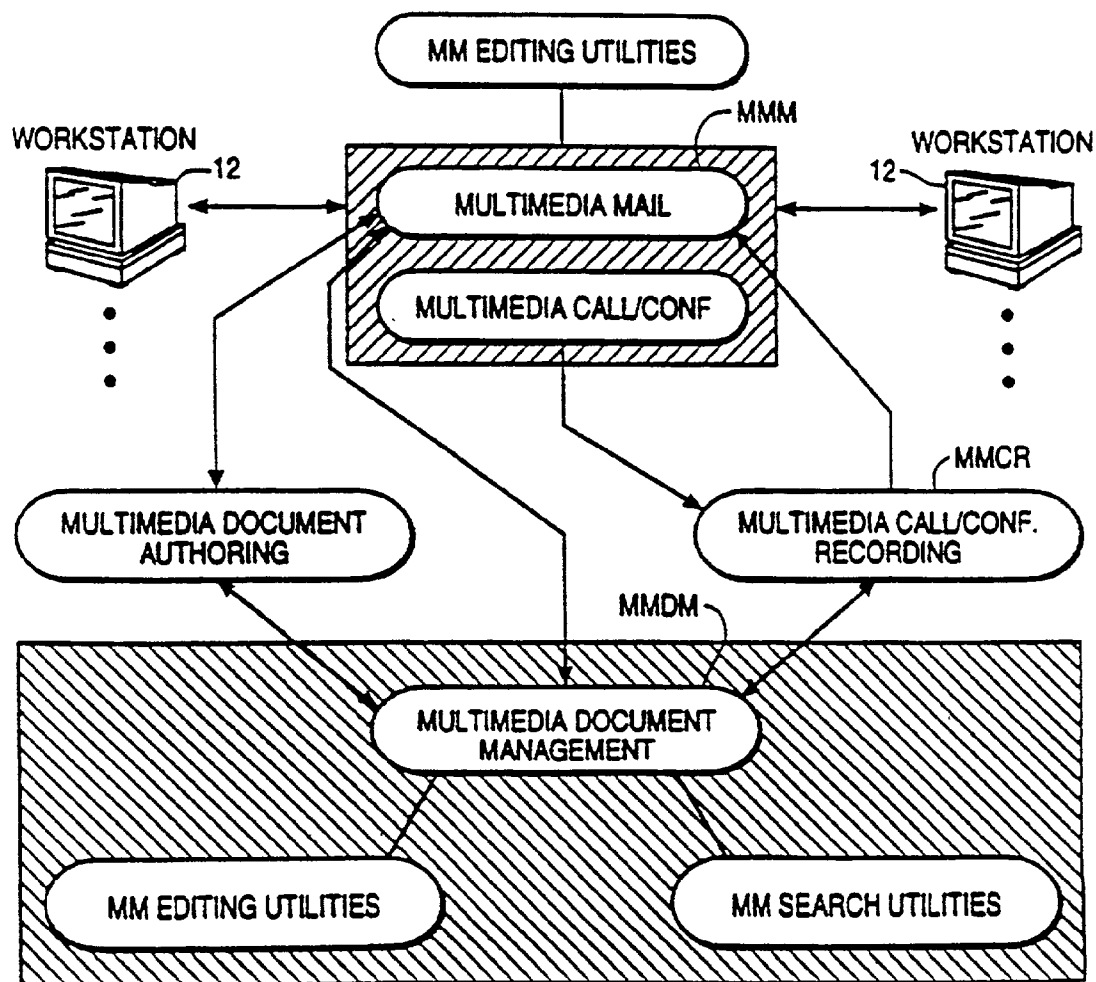 MM EDITING UTILITIES
MMM
WORKSTATION
WORKSTATION
12
12
MULTIMEDIA MAIL
MULTIMEDIA CALL/CONF
MMCR
MULTIMEDIA DOCUMENT
AUTHORING
MULTIMEDIA CALL/CONF.
RECORDING
MMDM
MULTIMEDIA DOCUMENT
MANAGEMENT
MM EDITING UTILITIES
MM SEARCH UTILITIES